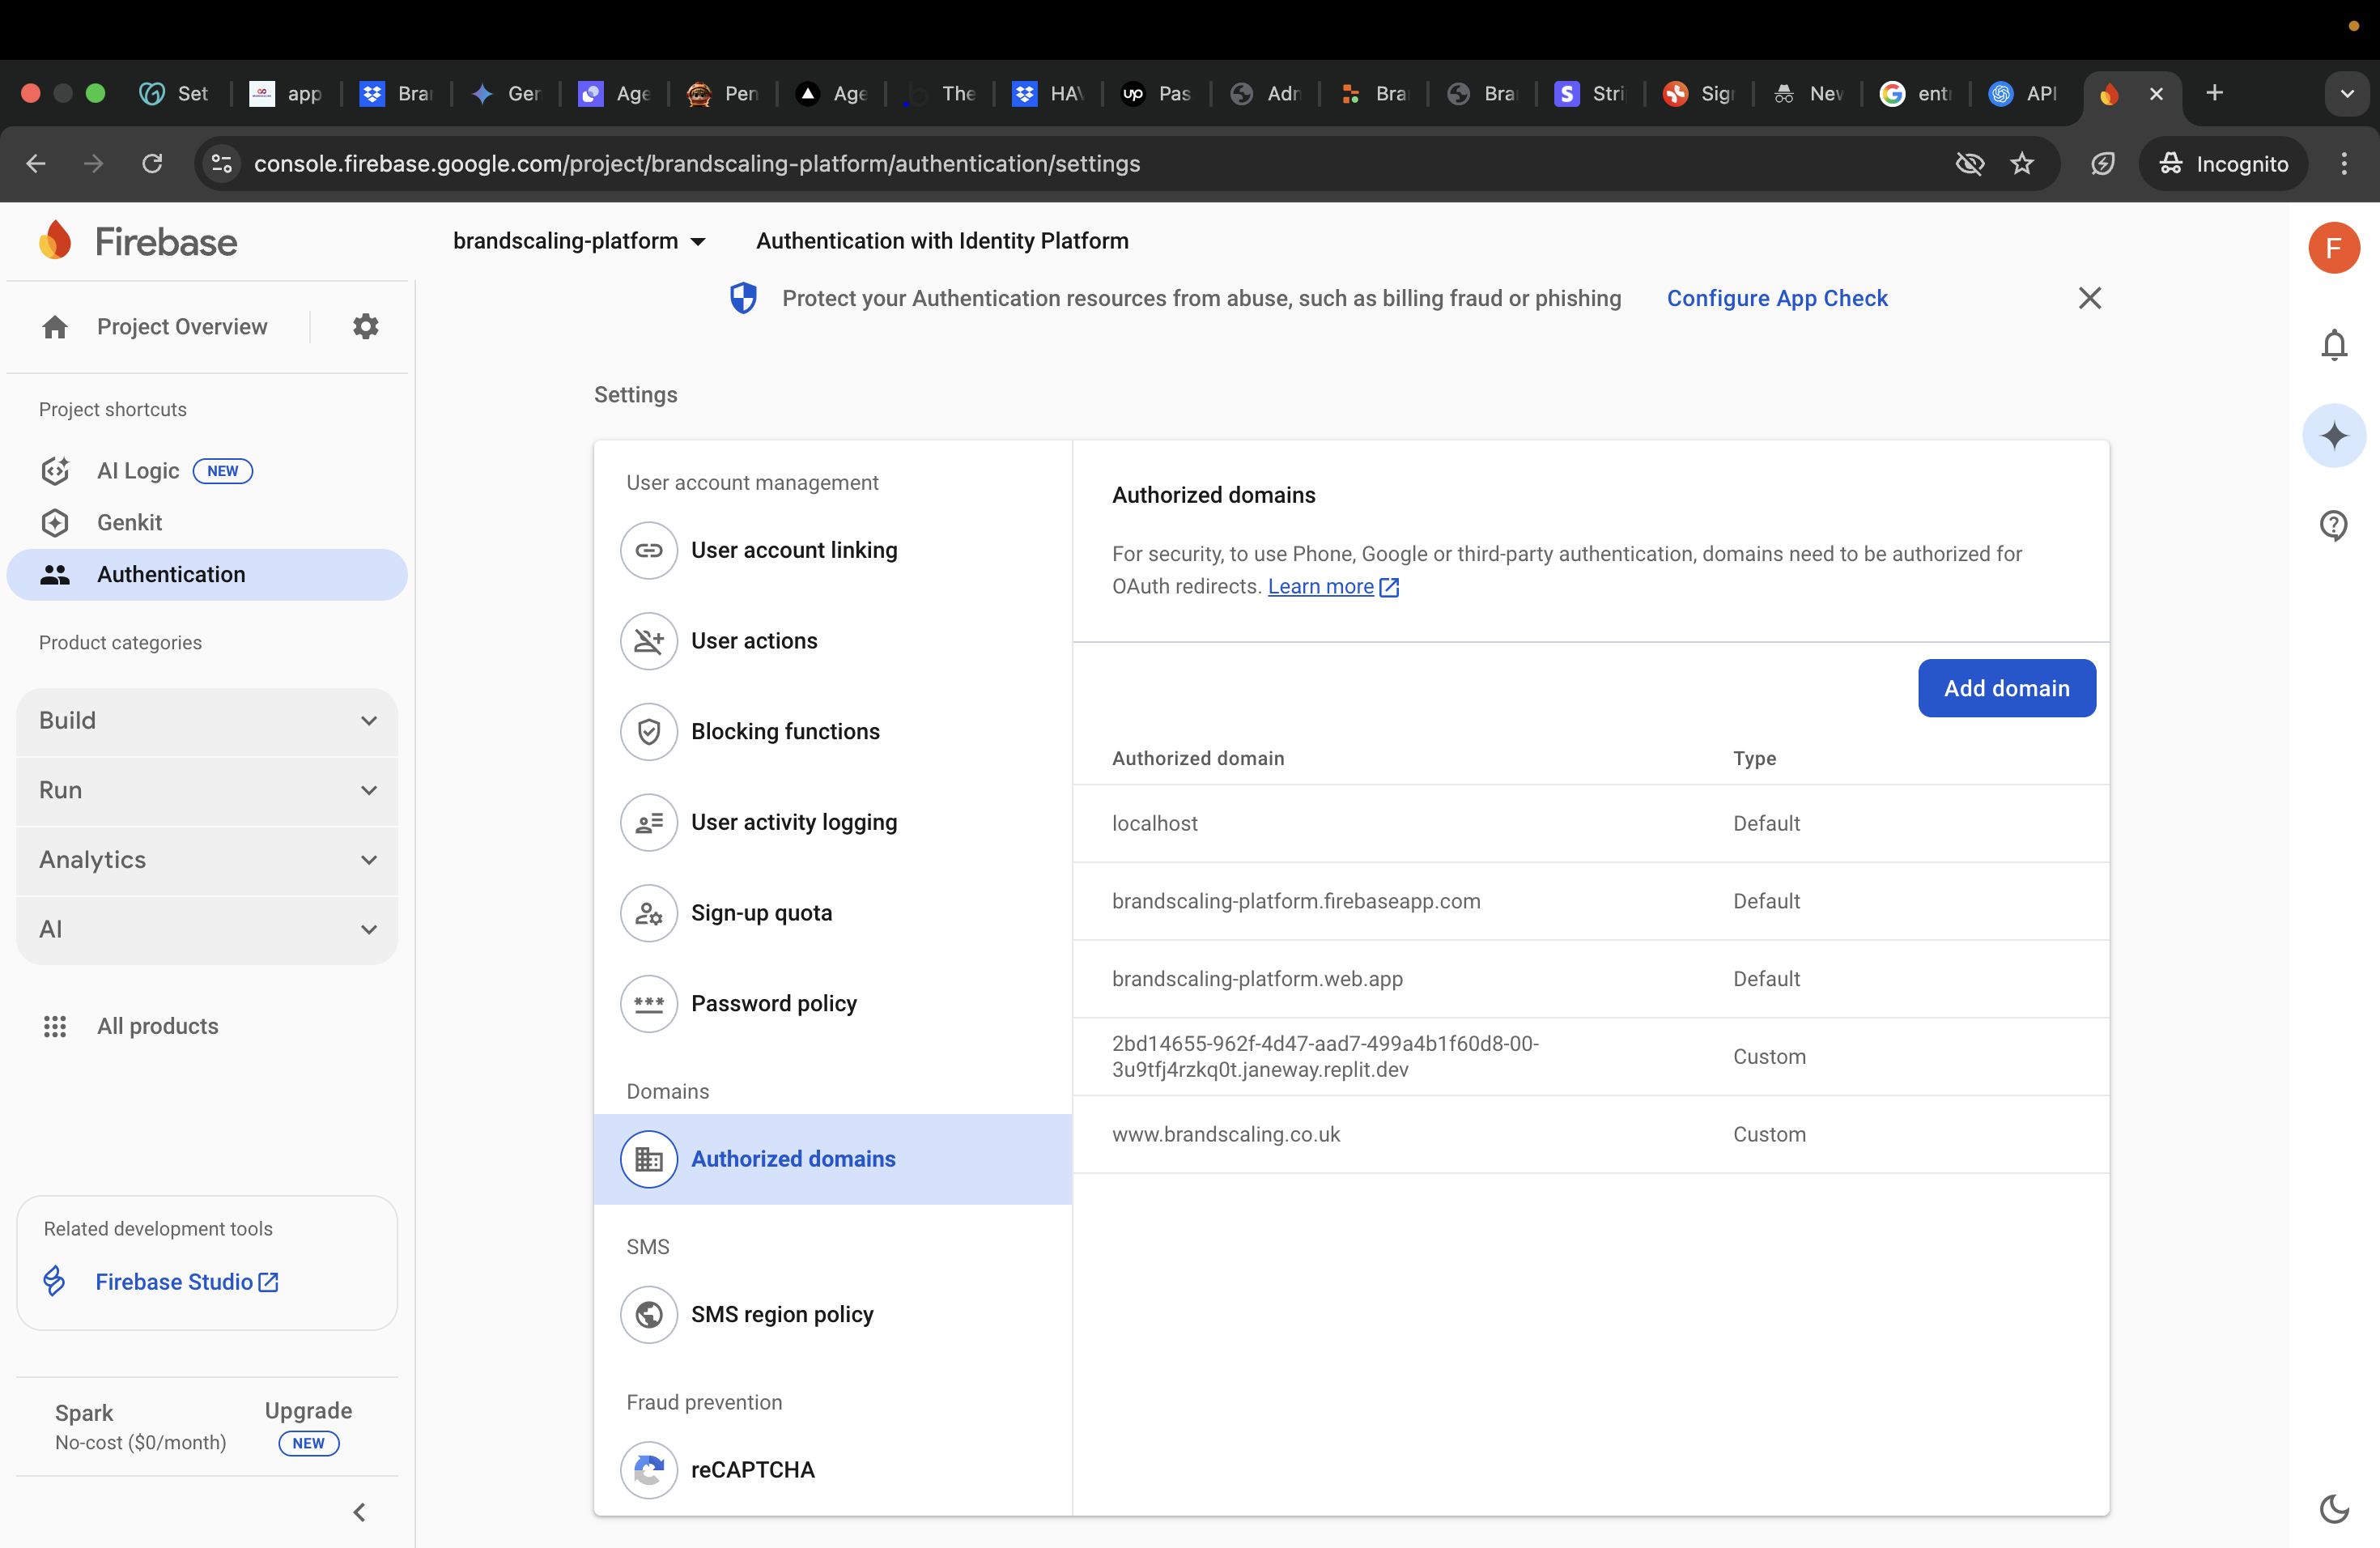 Set
app
Bra
Ger
Age
Pen
Age
The
HA
up
Pas
Adn
Bra
Bra
S
Stri
Sig
Nev
G
ent
API
console.firebase.google.com/project/brandscaling-platform/authentication/settings
Incognito
Firebase
brandscaling-platform
Authentication with Identity Platform
F
Protect your Authentication resources from abuse, such as billing fraud or phishing
Configure App Check
Project Overview
Project shortcuts
AI Logic
NEW
Genkit
Authentication
Product categories
Build
Run
Analytics
AI
All products
Related development tools
Firebase Studio
Spark
No-cost ($0/month)
Upgrade
NEW
Settings
User account management
User account linking
User actions
Blocking functions
User activity logging
Sign-up quota
Password policy
Domains
Authorized domains
SMS
SMS region policy
Fraud prevention
reCAPTCHA
Authorized domains
For security, to use Phone, Google or third-party authentication, domains need to be authorized for
OAuth redirects. Learn more
Add domain
Authorized domain
Type
localhost
Default
brandscaling-platform.firebaseapp.com
Default
brandscaling-platform.web.app
Default
2bd14655-962f-4d47-aad7-499a4b1f60d8-00-
3u9tfj4rzkq0t.janeway.replit.dev
Custom
www.brandscaling.co.uk
Custom